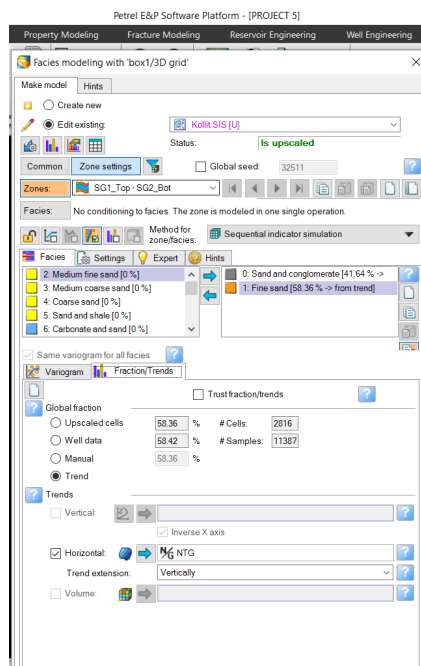 Petrel E&P Software Platform - [PROJECT 5]
Property Modeling Fracture Modeling Reservoir Engineering Well Engineering
Facies modeling with 'box1/3D grid'
Make model Hints
Create new
Edit existing: Kollit SIS [U]
Status: Is upscaled
Common Zone settings Global seed: 32511
Zones: SG1_Top - SG2_Bot
Facies: No conditioning to facies. The zone is modeled in one single operation.
Method for zone/facies: Sequential indicator simulation
Facies Settings Expert Hints
2: Medium fine sand [0 %]
3: Medium coarse sand [0 %]
4: Coarse sand [0 %]
5: Sand and shale [0 %]
6: Carbonate and sand [0 %]
0: Sand and conglomerate [41.64 % ->
1: Fine sand [58.36 % -> from trend]
Same variogram for all facies
Variogram Fraction/Trends
Trust fraction/trends
Global fraction
Upscaled cells 58.36 % # Cells: 2816
Well data 58.42 % # Samples: 11387
Manual 58.36 %
Trend
Trends
Vertical:
Inverse X axis
Horizontal: N/G NTG
Trend extension: Vertically
Volume: